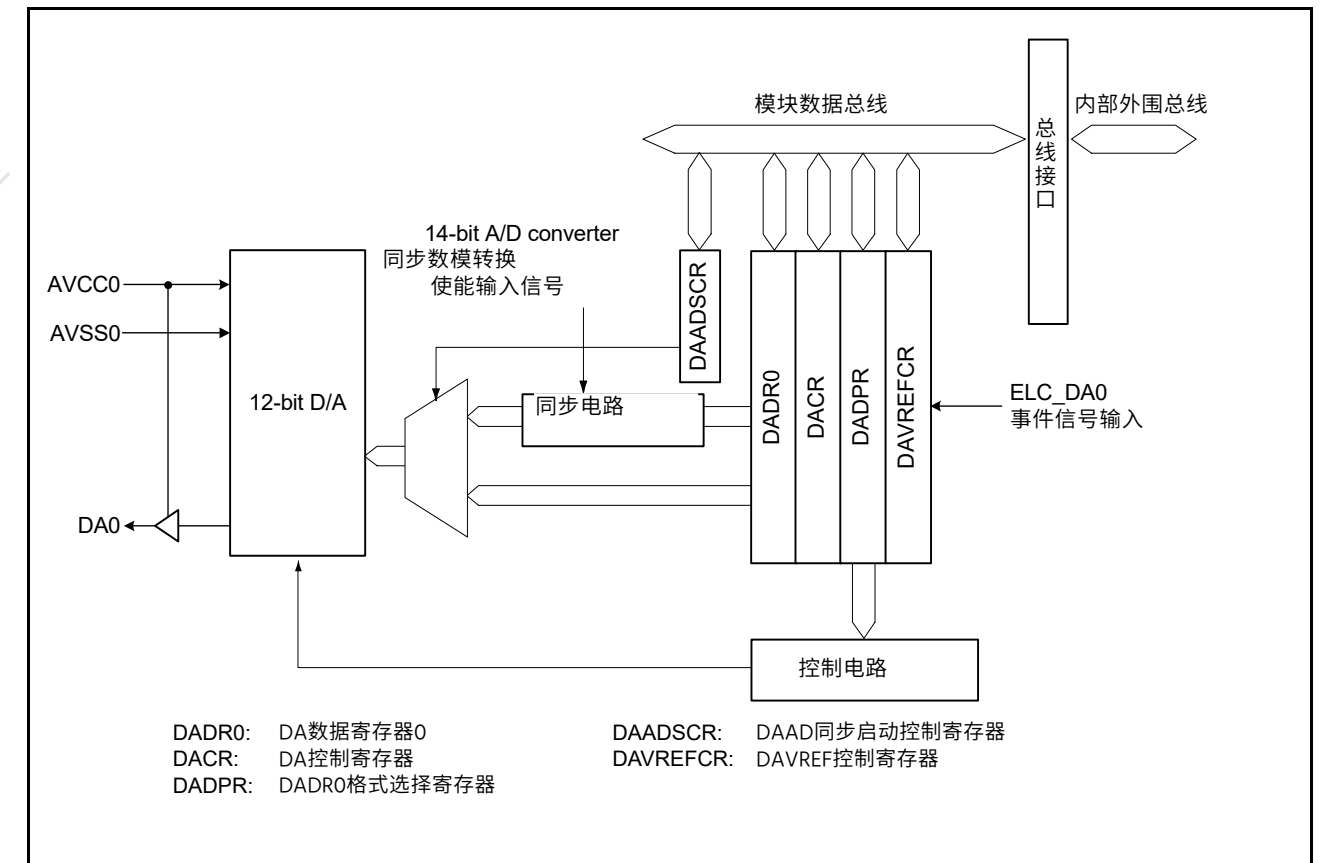 模块数据总线
内部外围总线
总线接口
14-bit A/D converter
同步数模转换
使能输入信号
AVCC0
AVSS0
DAADSCR
12-bit D/A
同步电路
DADR0
DACR
DADPR
DAVREFCR
ELC_DA0
事件信号输入
DA0
控制电路
DADR0: DA数据寄存器0
DAADSCR: DAAD同步启动控制寄存器
DACR: DA控制寄存器
DAVREFCR: DAVREF控制寄存器
DADPR: DADR0格式选择寄存器